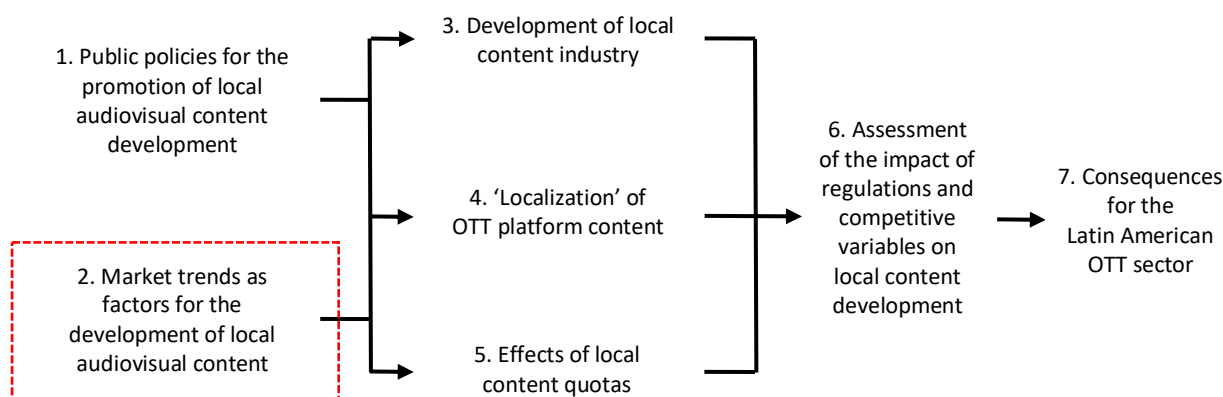 1. Public policies for the
promotion of local
audiovisual content
development
2. Market trends as
factors for the
development of local
audiovisual content
3. Development of local
content industry
4. ‘Localization’ of
OTT platform content
5. Effects of local
content quotas
6. Assessment
of the impact of
regulations and
competitive
variables on
local content
development
7. Consequences
for the
Latin American
OTT sector